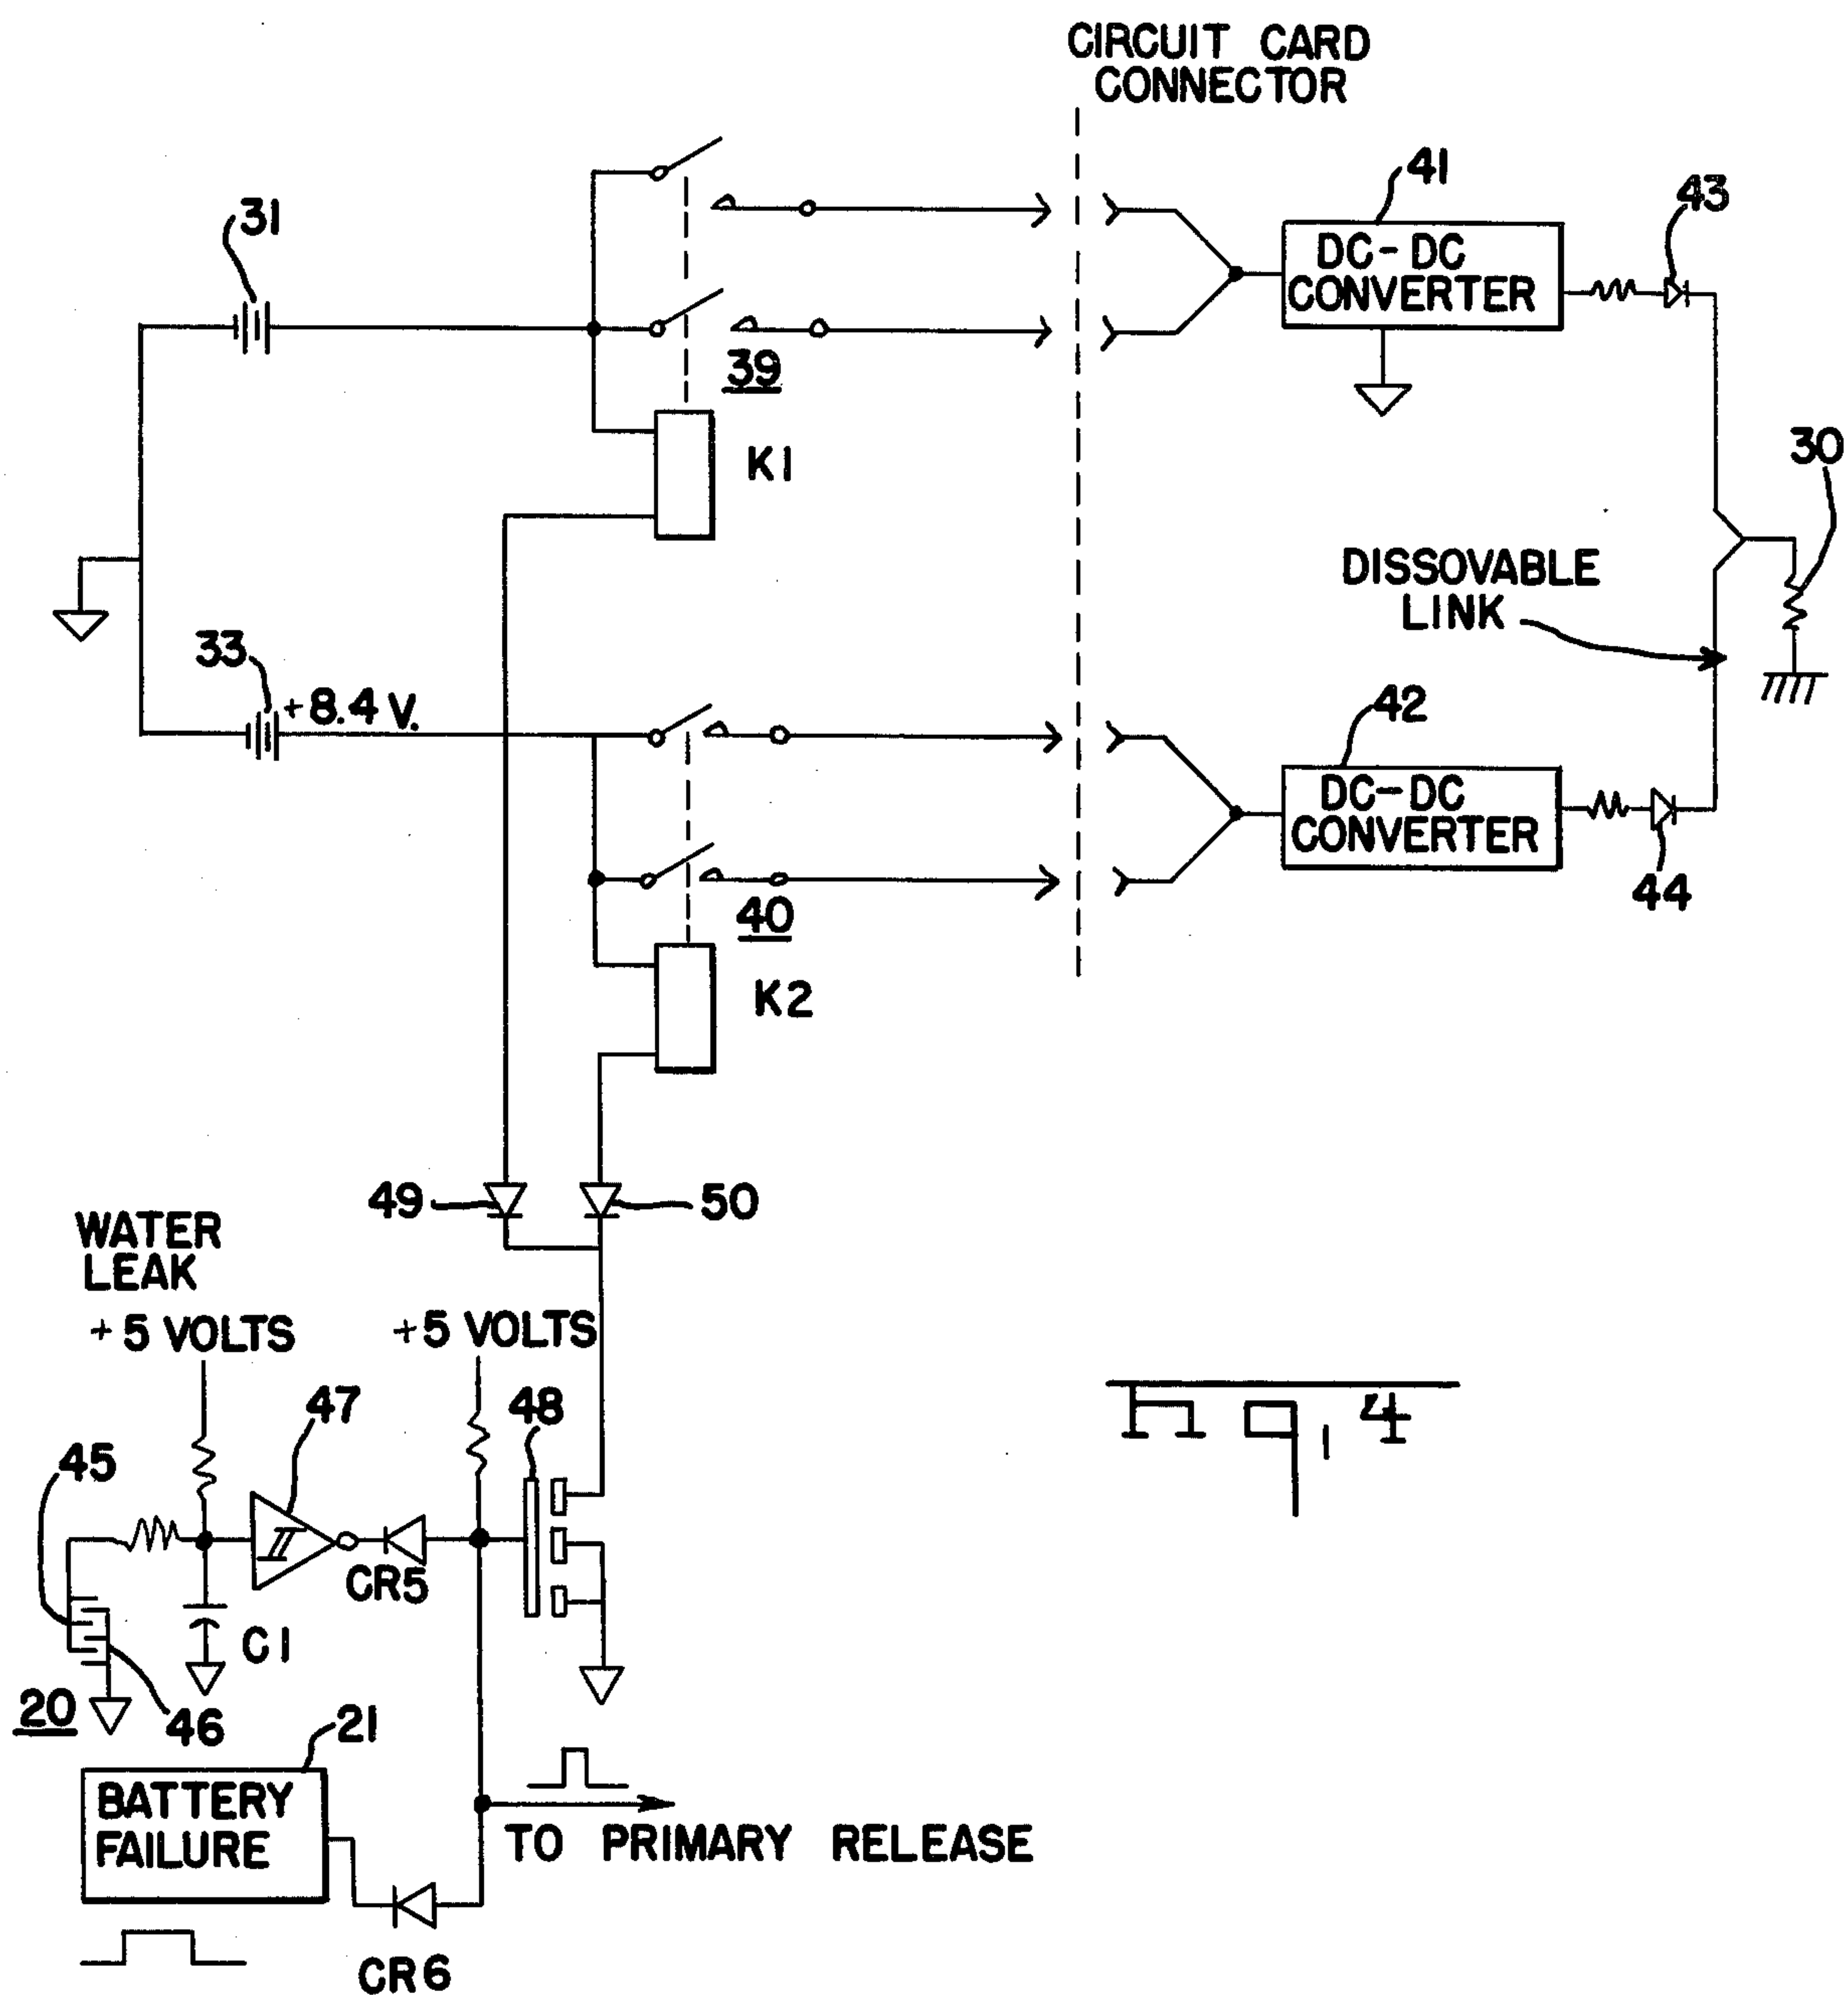 CIRCUIT CARD
CONNECTOR
31
41
43
DC-DC
CONVERTER
39
K1
30
DISSOVABLE
LINK
33
+8.4 V.
42
DC-DC
CONVERTER
44
40
K2
49
50
WATER
LEAK
+5 VOLTS
+5 VOLTS
47
48
45
CR5
C1
20
46
21
BATTERY
FAILURE
TO PRIMARY RELEASE
CR6
Fig. 4